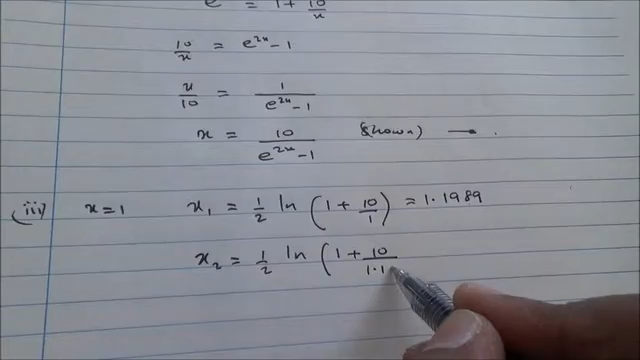 e = 1 + 10/x
10/x = e^2x - 1
x/10 = 1/(e^2x - 1)
x = 10/(e^2x - 1) (Shown) → .
(iii) x = 1 x₁ = 1/2 ln (1 + 10/1) = 1.1989
x₂ = 1/2 ln (1 + 10/1.1